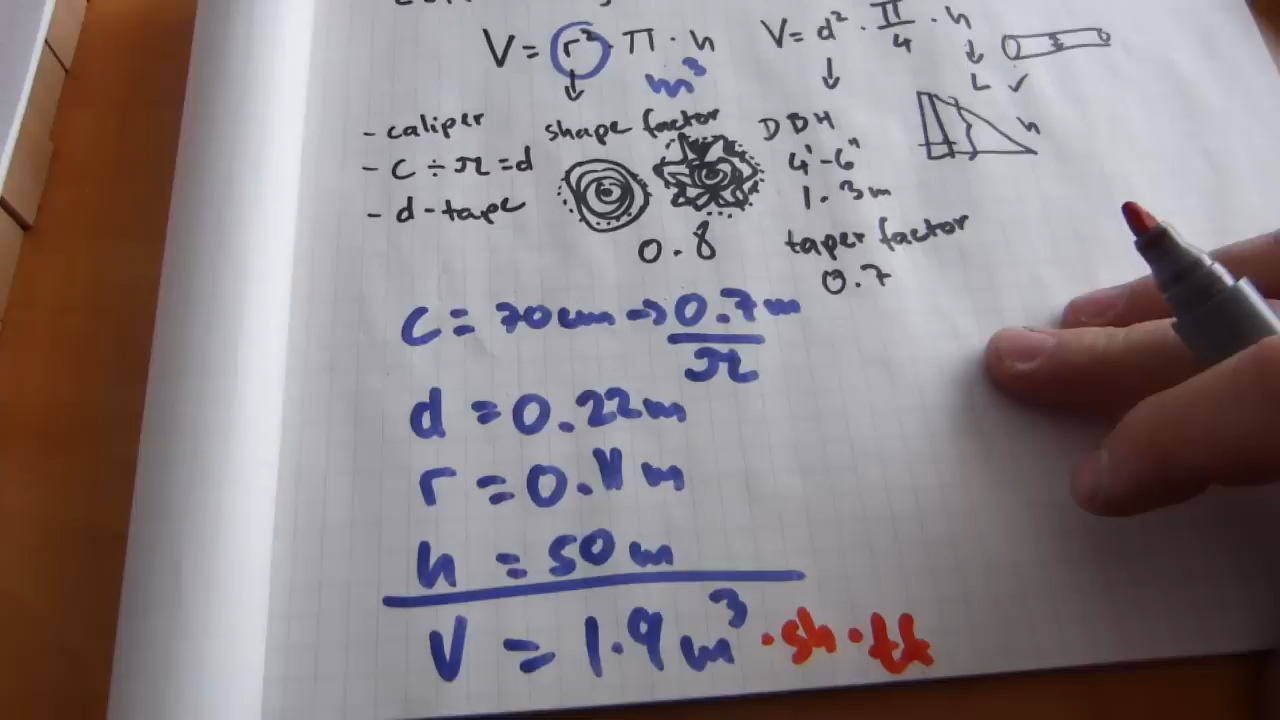 V = r² · π · h
m³
V = d² · π/4 · h
L ✓
- caliper
- C ÷ π = d
- d-tape
shape factor
0.8
DBH
4'-6"
1.3m
h
taper factor
0.7
C = 70cm → 0.7m / π
d = 0.22m
r = 0.11m
h = 50m
V = 1.9m³ · sh · tf